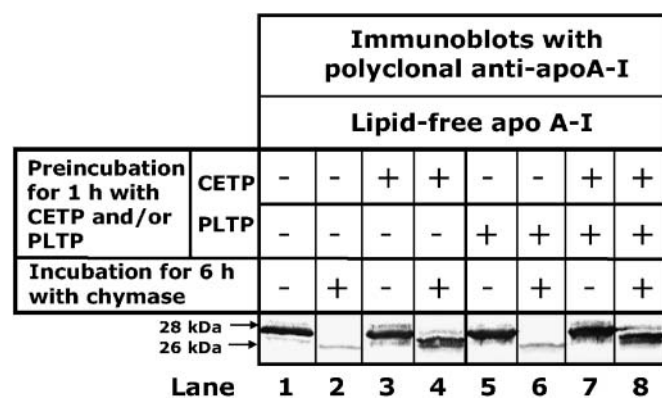 Immunoblots with
polyclonal anti-apoA-I
Lipid-free apo A-I
Preincubation
for 1 h with
CETP and/or
PLTP
CETP - - + + - - + +
PLTP - - - - + + + +
Incubation for 6 h
with chymase
- + - + - + - +
28 kDa
26 kDa
Lane 1 2 3 4 5 6 7 8